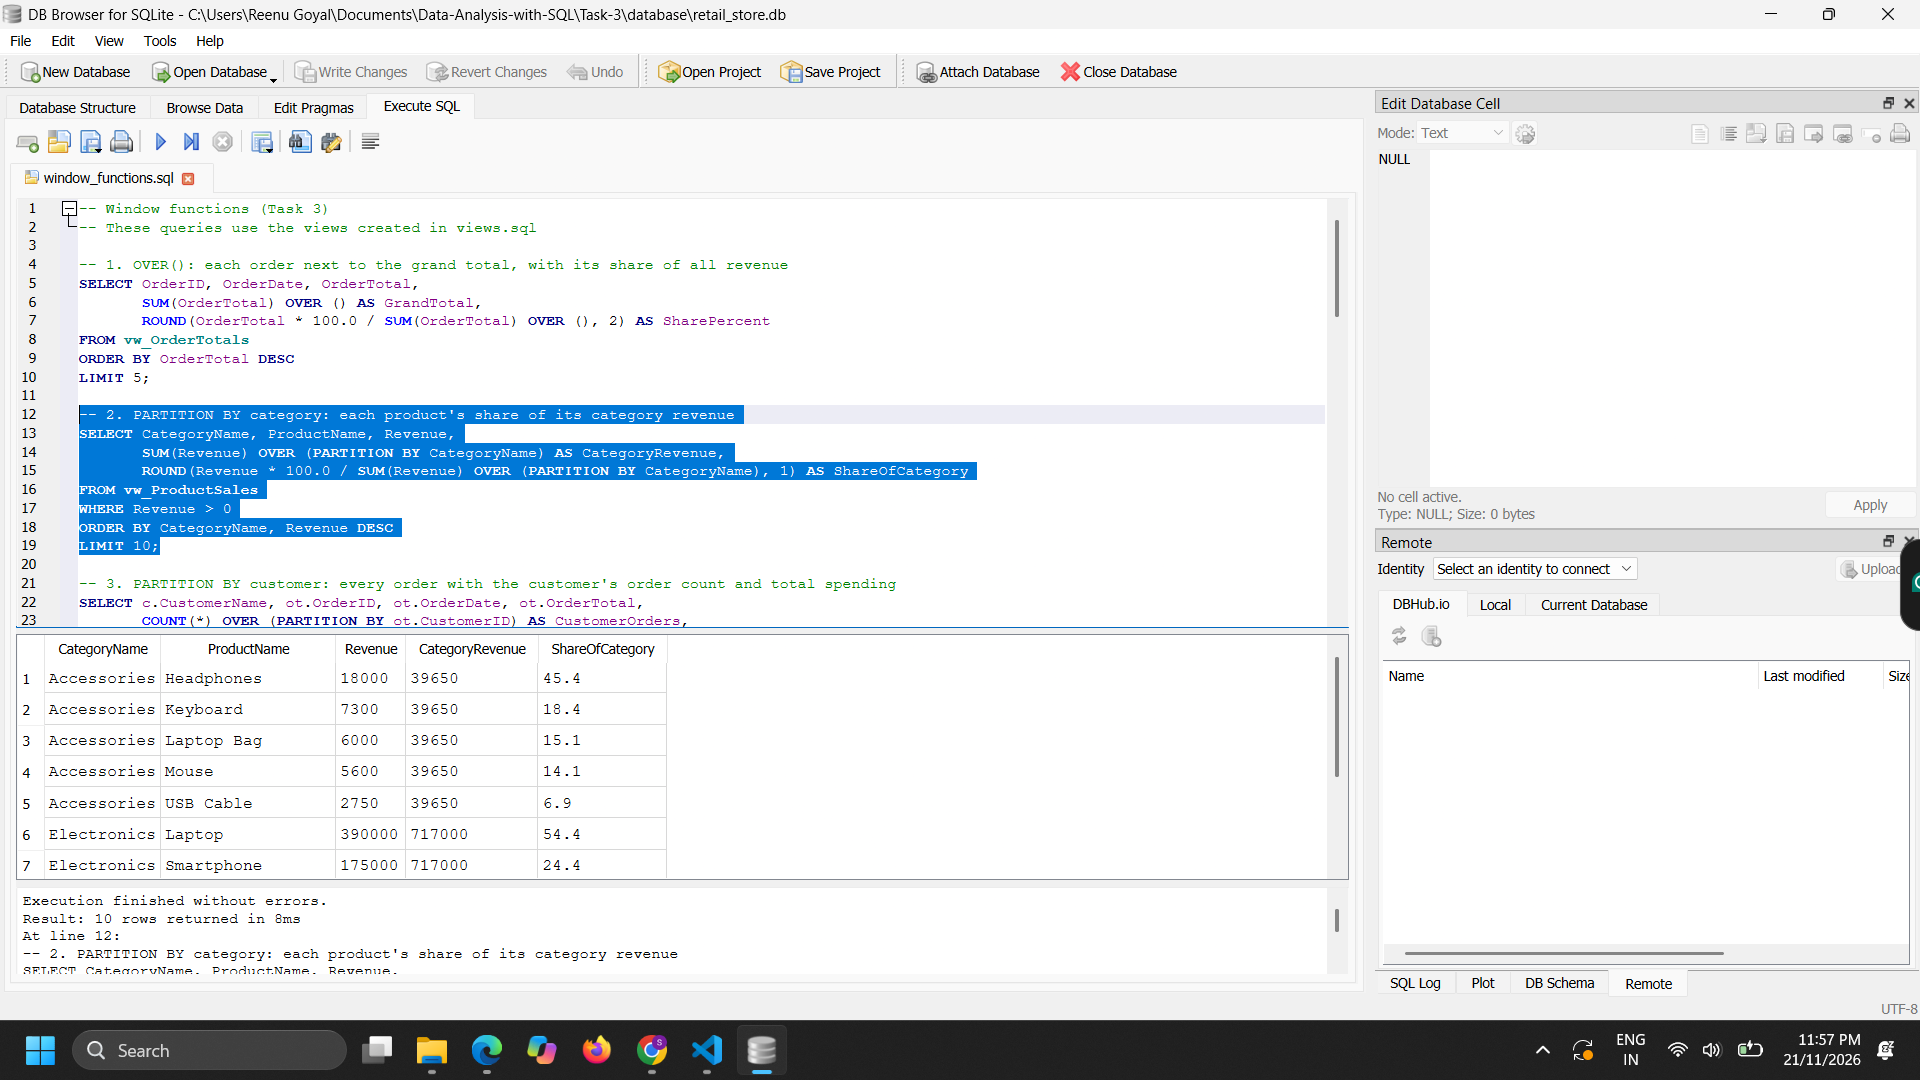 DB Browser for SQLite - C:\Users\Reenu Goyal\Documents\Data-Analysis-with-SQL\Task-3\database\retail_store.db
File Edit View Tools Help
New Database Open Database Write Changes Revert Changes Undo Open Project Save Project Attach Database Close Database
Database Structure Browse Data Edit Pragmas Execute SQL
window_functions.sql
1 -- Window functions (Task 3)
2 -- These queries use the views created in views.sql
3
4 -- 1. OVER(): each order next to the grand total, with its share of all revenue
5 SELECT OrderID, OrderDate, OrderTotal,
6 SUM(OrderTotal) OVER () AS GrandTotal,
7 ROUND(OrderTotal * 100.0 / SUM(OrderTotal) OVER (), 2) AS SharePercent
8 FROM vw_OrderTotals
9 ORDER BY OrderTotal DESC
10 LIMIT 5;
11
12 -- 2. PARTITION BY category: each product's share of its category revenue
13 SELECT CategoryName, ProductName, Revenue,
14 SUM(Revenue) OVER (PARTITION BY CategoryName) AS CategoryRevenue,
15 ROUND(Revenue * 100.0 / SUM(Revenue) OVER (PARTITION BY CategoryName), 1) AS ShareOfCategory
16 FROM vw_ProductSales
17 WHERE Revenue > 0
18 ORDER BY CategoryName, Revenue DESC
19 LIMIT 10;
20
21 -- 3. PARTITION BY customer: every order with the customer's order count and total spending
22 SELECT c.CustomerName, ot.OrderID, ot.OrderDate, ot.OrderTotal,
23 COUNT(*) OVER (PARTITION BY ot.CustomerID) AS CustomerOrders,
CategoryName ProductName Revenue CategoryRevenue ShareOfCategory
1 Accessories Headphones 18000 39650 45.4
2 Accessories Keyboard 7300 39650 18.4
3 Accessories Laptop Bag 6000 39650 15.1
4 Accessories Mouse 5600 39650 14.1
5 Accessories USB Cable 2750 39650 6.9
6 Electronics Laptop 390000 717000 54.4
7 Electronics Smartphone 175000 717000 24.4
Execution finished without errors.
Result: 10 rows returned in 8ms
At line 12:
-- 2. PARTITION BY category: each product's share of its category revenue
SELECT CategoryName, ProductName, Revenue,
Edit Database Cell
Mode: Text
NULL
No cell active.
Type: NULL; Size: 0 bytes
Apply
Remote
Identity Select an identity to connect Upload
DBHub.io Local Current Database
Name Last modified Size
SQL Log Plot DB Schema Remote
UTF-8
Search
ENG
IN
11:57 PM
21/11/2026